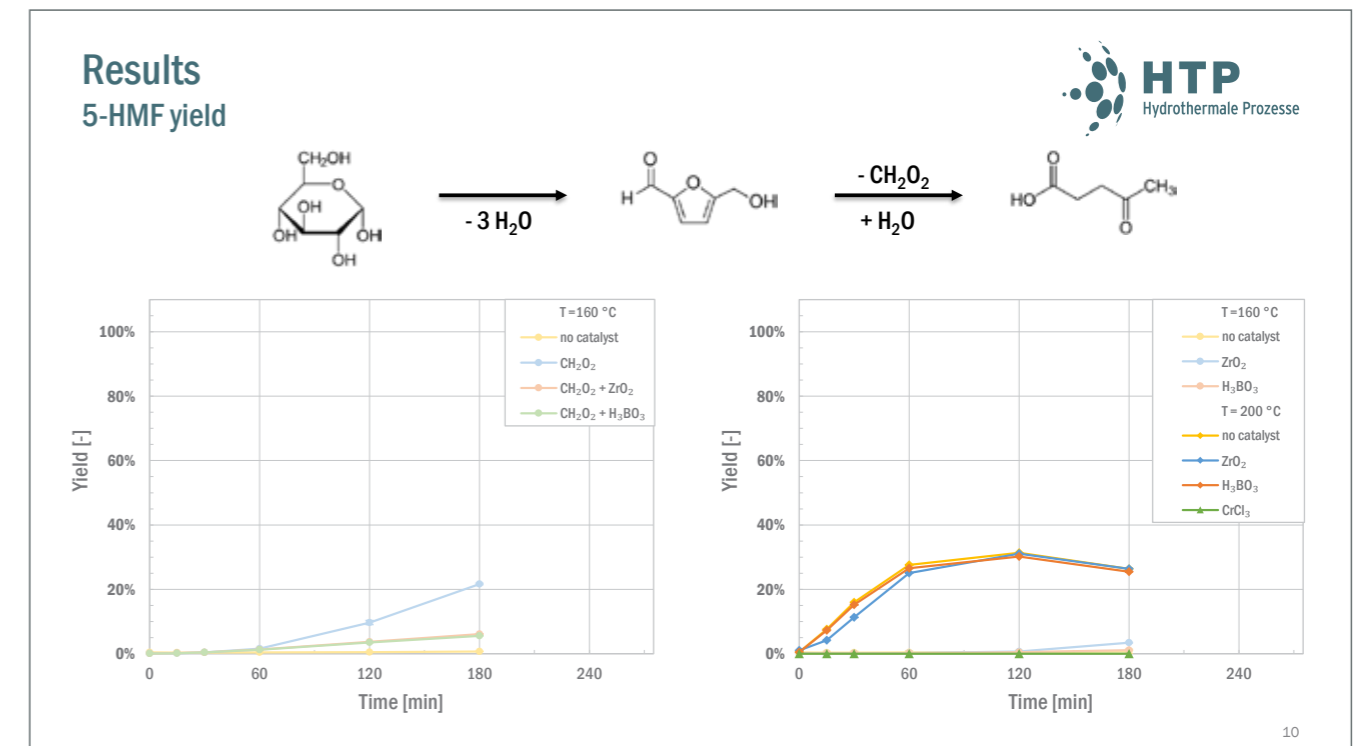 Results
5-HMF yield
HTP
Hydrothermale Prozesse
CH₂OH
O
OH
OH
OH
OH
- 3 H₂O
O
H
O
OH
- CH₂O₂
+ H₂O
O
HO
CH₃
O
T =160 °C
no catalyst
CH₂O₂
CH₂O₂ + ZrO₂
CH₂O₂ + H₃BO₃
100%
80%
60%
40%
20%
0%
Yield [-]
0 60 120 180 240
Time [min]
T =160 °C
no catalyst
ZrO₂
H₃BO₃
T = 200 °C
no catalyst
ZrO₂
H₃BO₃
CrCl₃
100%
80%
60%
40%
20%
0%
Yield [-]
0 60 120 180 240
Time [min]
10